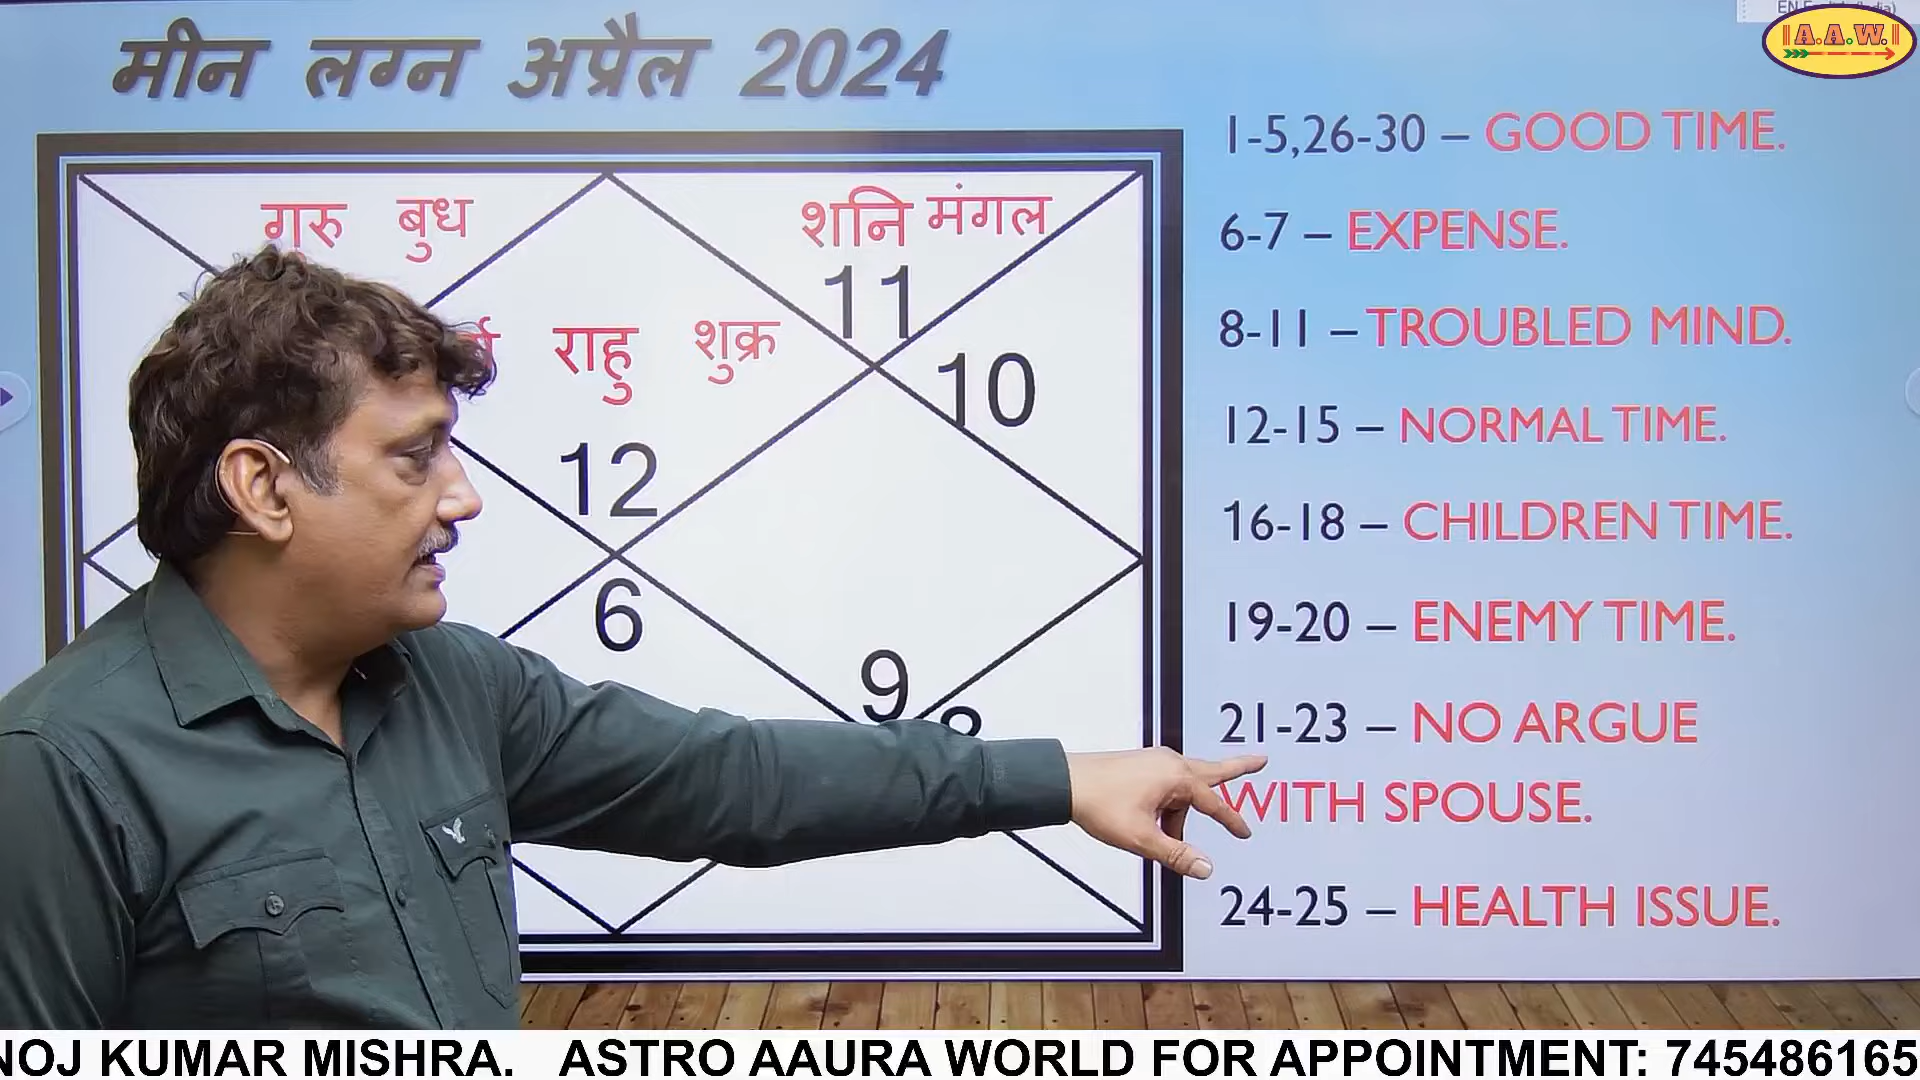 मीन लग्न अप्रैल 2024
A.A.W.
1-5,26-30 – GOOD TIME.
6-7 – EXPENSE.
8-11 – TROUBLED MIND.
12-15 – NORMAL TIME.
16-18 – CHILDREN TIME.
19-20 – ENEMY TIME.
21-23 – NO ARGUE
WITH SPOUSE.
24-25 – HEALTH ISSUE.
गुरु बुध
शनि मंगल
11
राहु शुक्र
10
12
6
9
8
NOJ KUMAR MISHRA. ASTRO AAURA WORLD FOR APPOINTMENT: 745486165